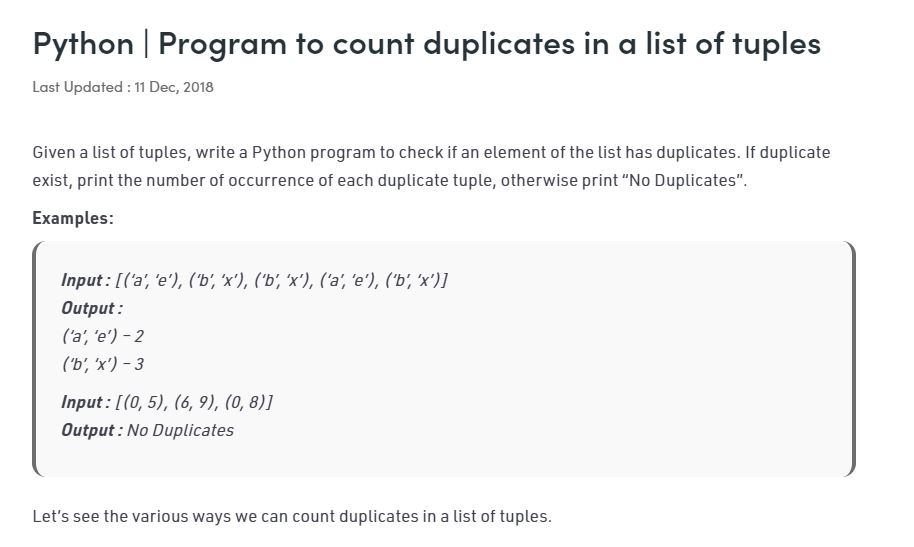 Python | Program to count duplicates in a list of tuples
Last Updated : 11 Dec, 2018
Given a list of tuples, write a Python program to check if an element of the list has duplicates. If duplicate
exist, print the number of occurrence of each duplicate tuple, otherwise print “No Duplicates”.
Examples:
Input : [(‘a’, ‘e’), (‘b’, ‘x’), (‘b’, ‘x’), (‘a’, ‘e’), (‘b’, ‘x’)]
Output :
(‘a’, ‘e’) – 2
(‘b’, ‘x’) – 3
Input : [(0, 5), (6, 9), (0, 8)]
Output : No Duplicates
Let’s see the various ways we can count duplicates in a list of tuples.